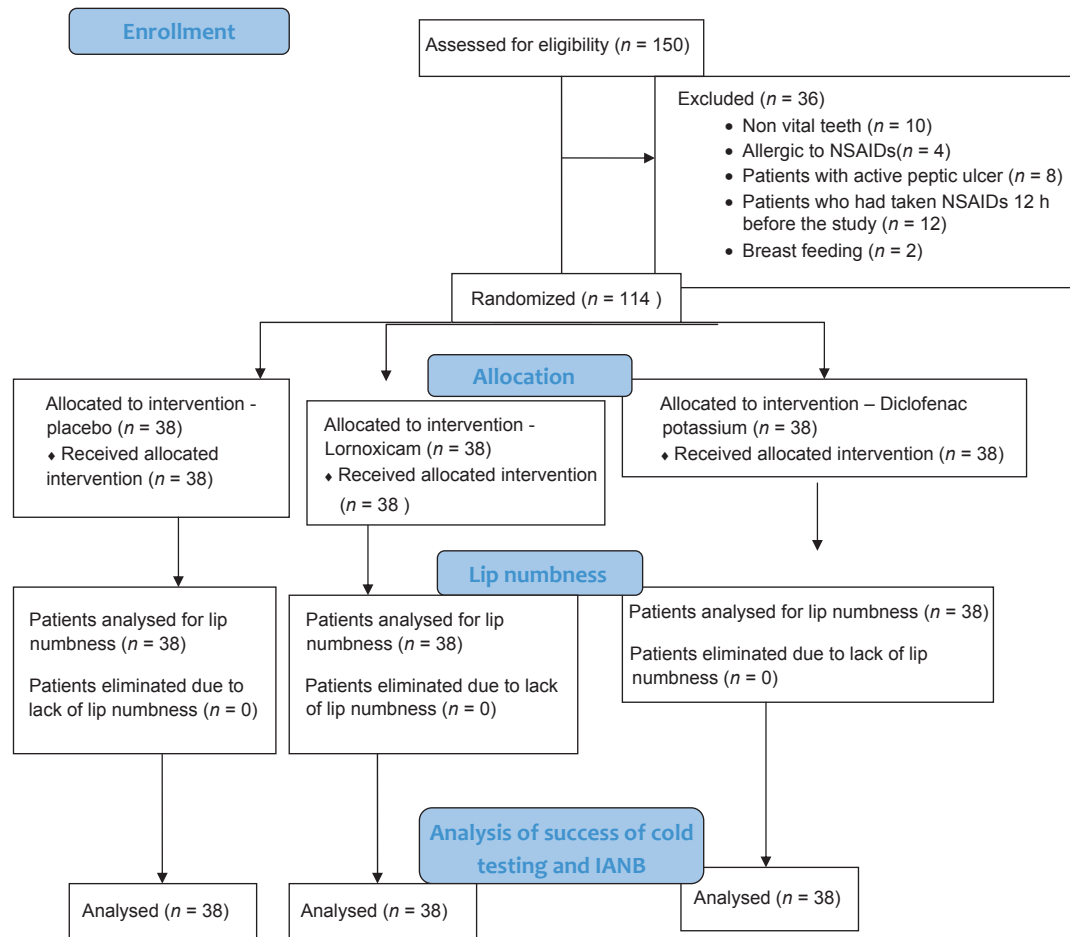 Enrollment
Assessed for eligibility (n = 150)
Excluded (n = 36)
• Non vital teeth (n = 10)
• Allergic to NSAIDs(n = 4)
• Patients with active peptic ulcer (n = 8)
• Patients who had taken NSAIDs 12 h
before the study (n = 12)
• Breast feeding (n = 2)
Randomized (n = 114 )
Allocation
Allocated to intervention -
placebo (n = 38)
♦ Received allocated
intervention (n = 38)
Allocated to intervention -
Lornoxicam (n = 38)
♦ Received allocated intervention
(n = 38 )
Allocated to intervention – Diclofenac
potassium (n = 38)
♦ Received allocated intervention (n = 38)
Lip numbness
Patients analysed for lip
numbness (n = 38)
Patients eliminated due to
lack of lip numbness (n = 0)
Patients analysed for lip
numbness (n = 38)
Patients eliminated due to lack
of lip numbness (n = 0)
Patients analysed for lip numbness (n = 38)
Patients eliminated due to lack of lip
numbness (n = 0)
Analysis of success of cold
testing and IANB
Analysed (n = 38)
Analysed (n = 38)
Analysed (n = 38)